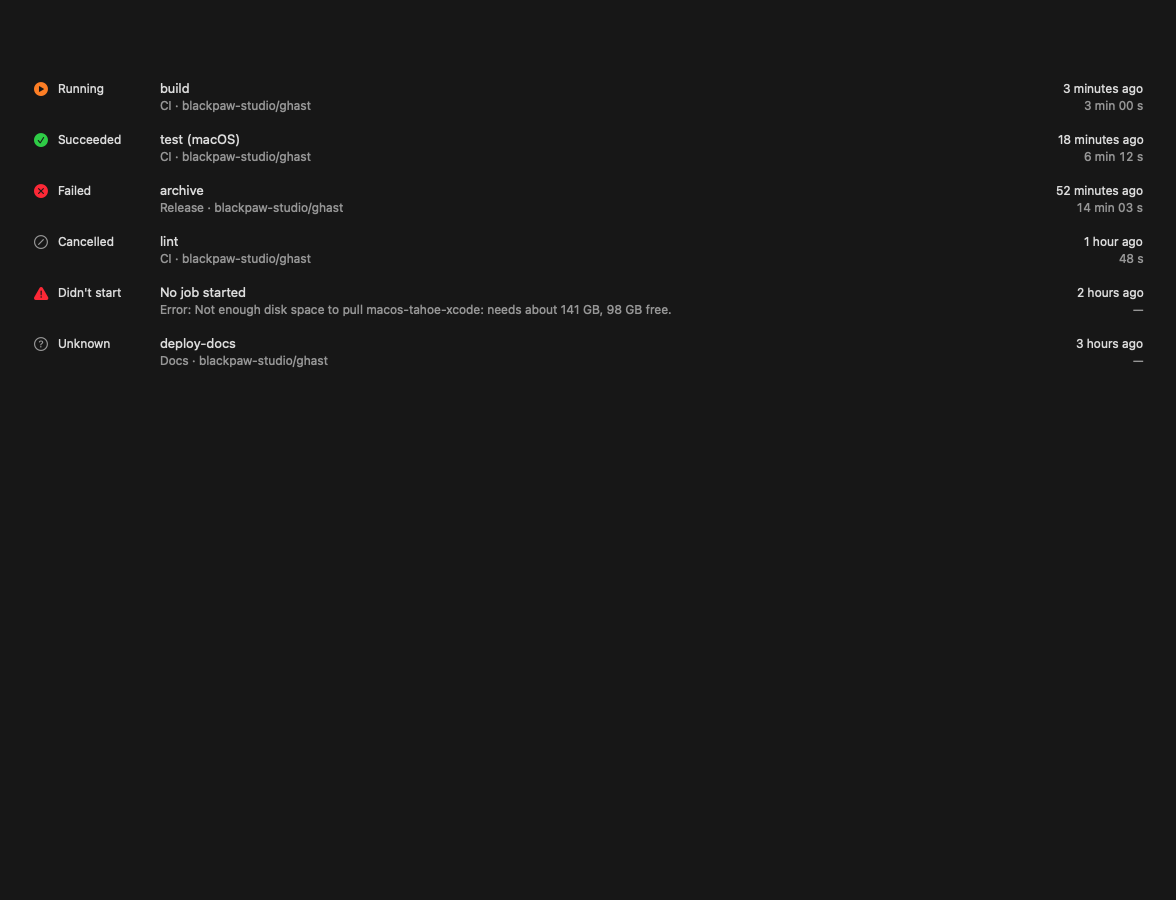 Running build 3 minutes ago
CI · blackpaw-studio/ghast 3 min 00 s
Succeeded test (macOS) 18 minutes ago
CI · blackpaw-studio/ghast 6 min 12 s
Failed archive 52 minutes ago
Release · blackpaw-studio/ghast 14 min 03 s
Cancelled lint 1 hour ago
CI · blackpaw-studio/ghast 48 s
Didn't start No job started 2 hours ago
Error: Not enough disk space to pull macos-tahoe-xcode: needs about 141 GB, 98 GB free. —
Unknown deploy-docs 3 hours ago
Docs · blackpaw-studio/ghast —